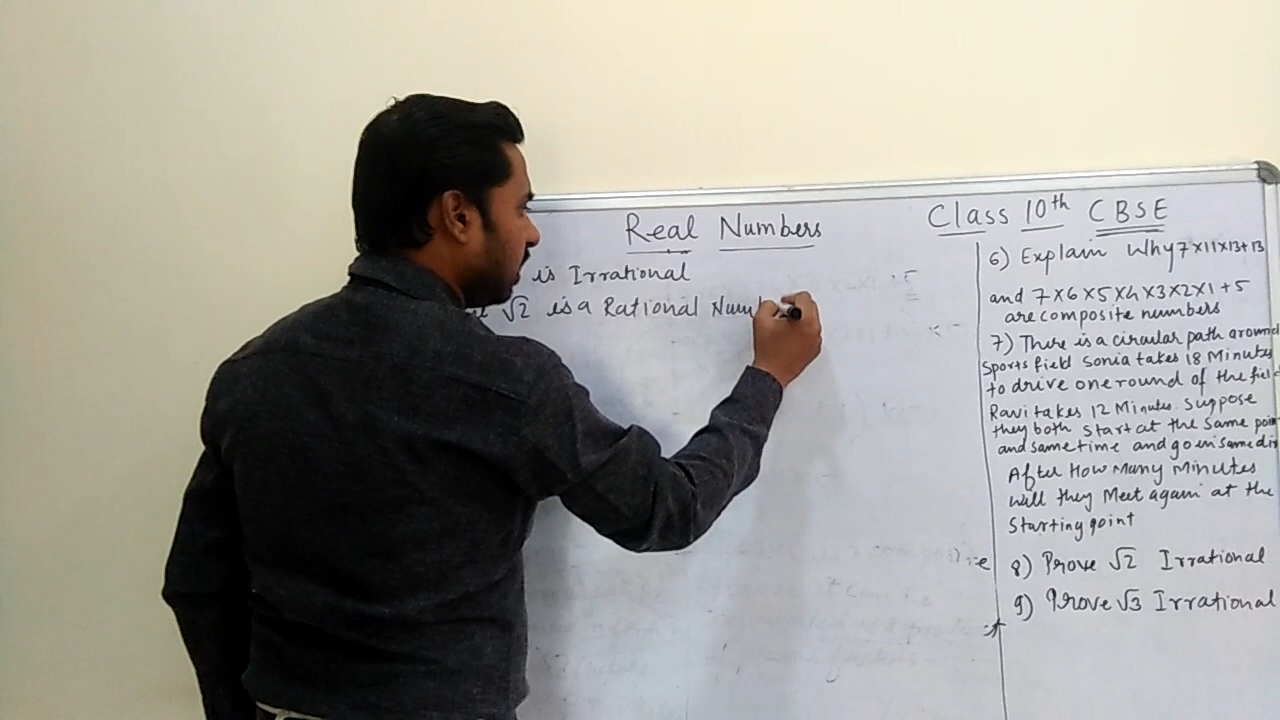 Real Numbers
is Irrational
√2 is a Rational Numb
Class 10th CBSE
6) Explain Why 7×11×13+13
and 7×6×5×4×3×2×1+5
are composite numbers
7) There is a circular path around
Sports field Sonia takes 18 Minutes
to drive one round of the field
Ravi takes 12 Minutes. Suppose
they both start at the same point
and same time and go in same di
After How Many Minutes
will they Meet again at the
Starting point
8) Prove √2 Irrational
9) Prove √3 Irrational